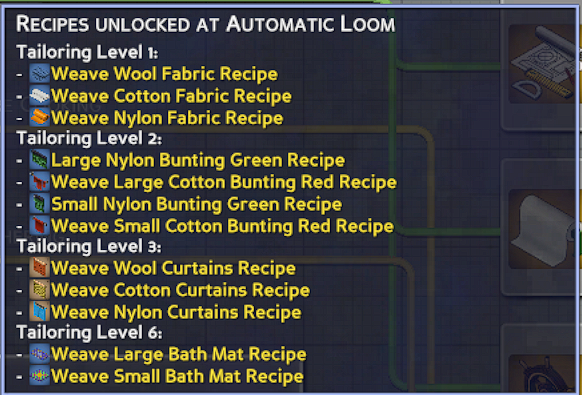 Recipes unlocked at Automatic Loom
Tailoring Level 1:
- Weave Wool Fabric Recipe
- Weave Cotton Fabric Recipe
- Weave Nylon Fabric Recipe
Tailoring Level 2:
- Large Nylon Bunting Green Recipe
- Weave Large Cotton Bunting Red Recipe
- Small Nylon Bunting Green Recipe
- Weave Small Cotton Bunting Red Recipe
Tailoring Level 3:
- Weave Wool Curtains Recipe
- Weave Cotton Curtains Recipe
- Weave Nylon Curtains Recipe
Tailoring Level 6:
- Weave Large Bath Mat Recipe
- Weave Small Bath Mat Recipe